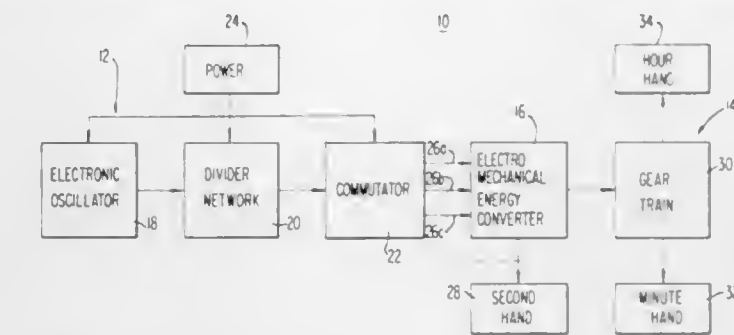 24
10
34
12
POWER
HOUR
HAND
16
14
26a
ELECTRONIC
OSCILLATOR
DIVIDER
NETWORK
COMMUTATOR
26b
ELECTRO
MECHANICAL
ENERGY
CONVERTER
GEAR
TRAIN
30
18
20
22
26c
28
SECOND
HAND
MINUTE
HAND